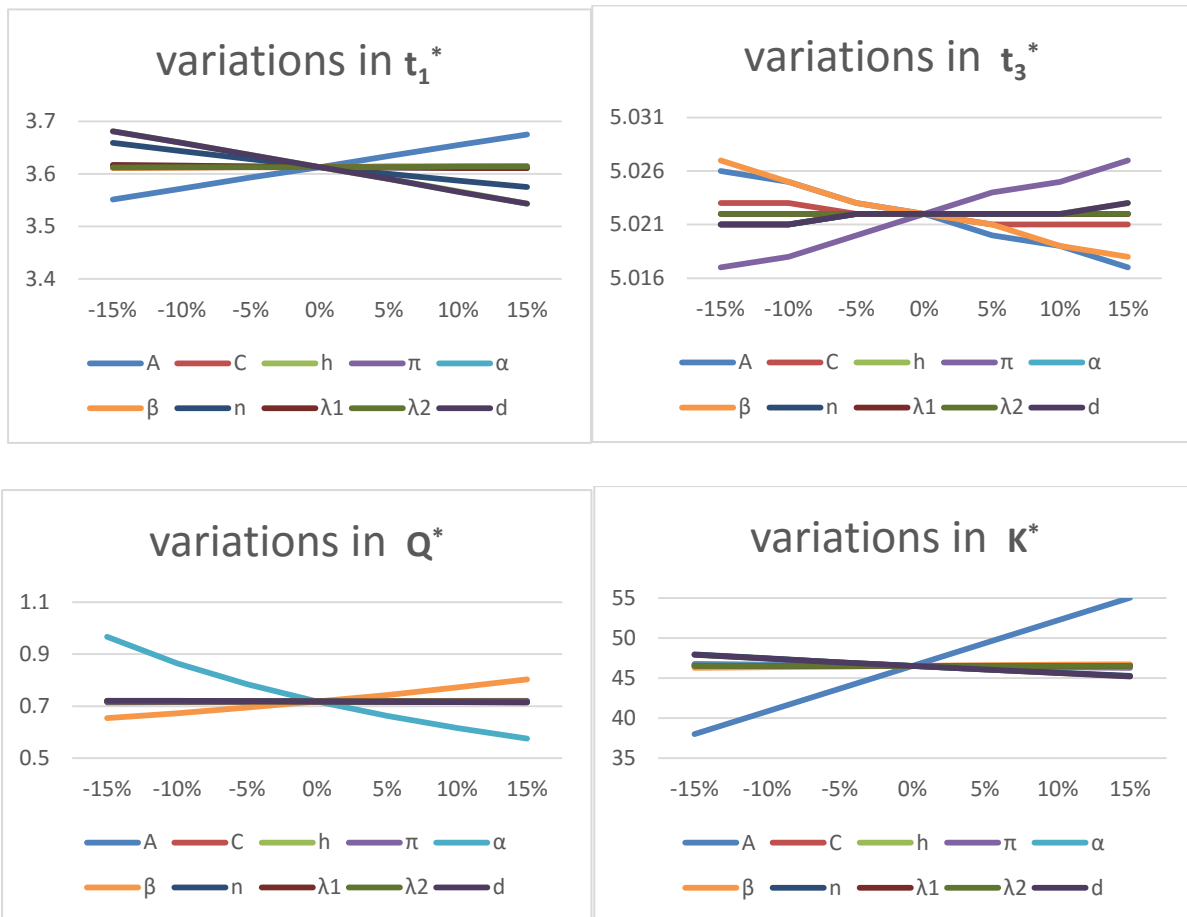 variations in t₁*
3.7
3.6
3.5
3.4
-15% -10% -5% 0% 5% 10% 15%
A C h π α
β n λ1 λ2 d
variations in t₃*
5.031
5.026
5.021
5.016
-15% -10% -5% 0% 5% 10% 15%
A C h π α
β n λ1 λ2 d
variations in Q*
1.1
0.9
0.7
0.5
-15% -10% -5% 0% 5% 10% 15%
A C h π α
β n λ1 λ2 d
variations in K*
55
50
45
40
35
-15% -10% -5% 0% 5% 10% 15%
A C h π α
β n λ1 λ2 d